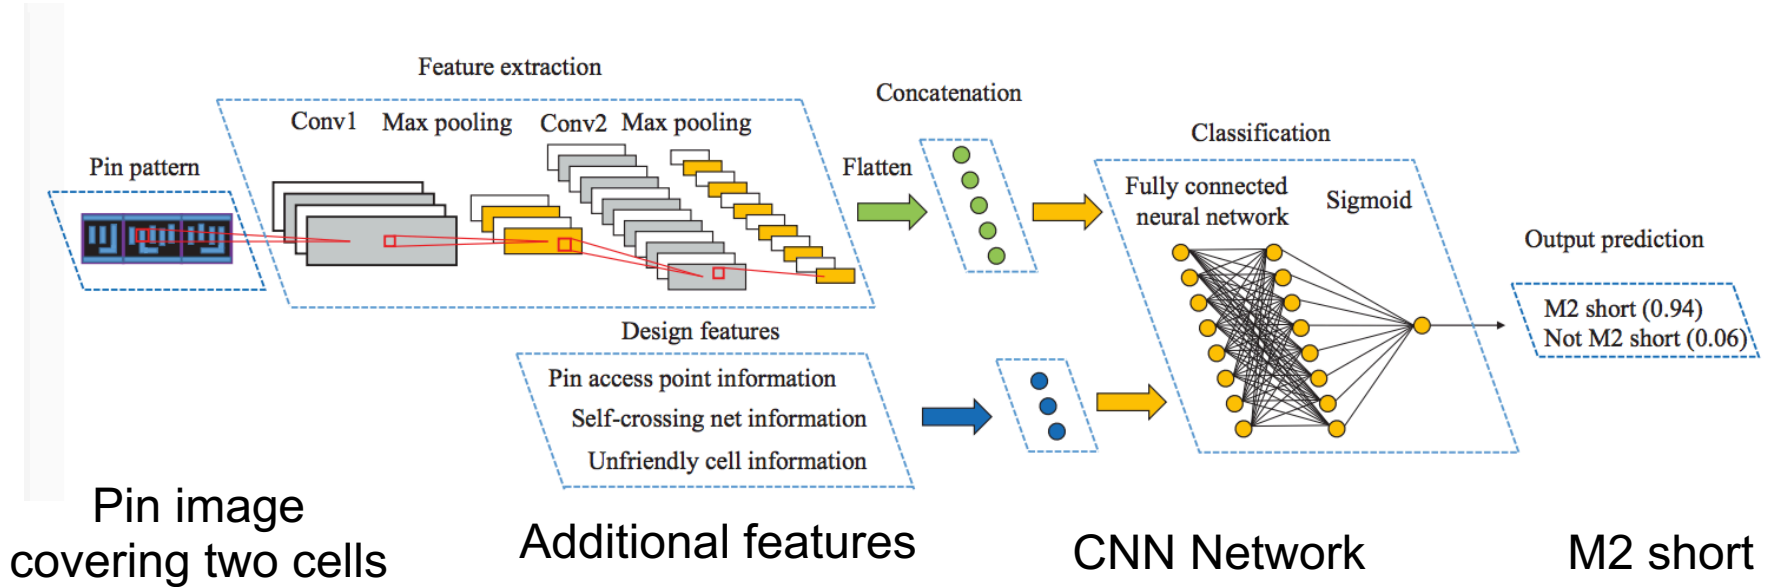 Feature extraction
Conv1
Max pooling
Conv2
Max pooling
Pin pattern
Flatten
Concatenation
Classification
Fully connected
neural network
Sigmoid
Output prediction
M2 short (0.94)
Not M2 short (0.06)
Design features
Pin access point information
Self-crossing net information
Unfriendly cell information
Pin image
covering two cells
Additional features
CNN Network
M2 short